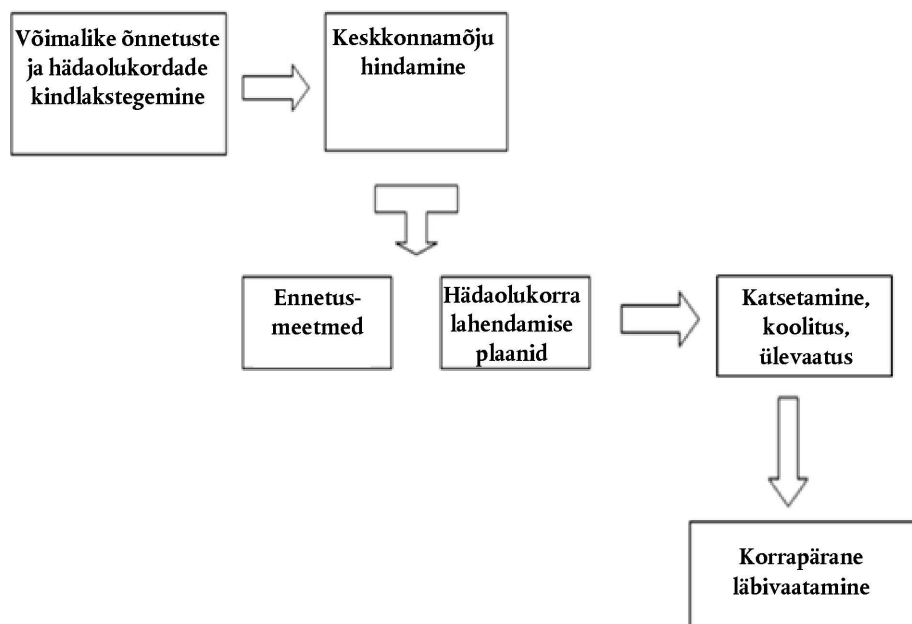 Võimalike õnnetuste
ja hädaolukordade
kindlakstegemine
Keskkonnamõju
hindamine
Ennetus-
meetmed
Hädaolukorra
lahendamise
plaanid
Katsetamine,
koolitus,
ülevaatus
Korrapärane
läbivaatamine